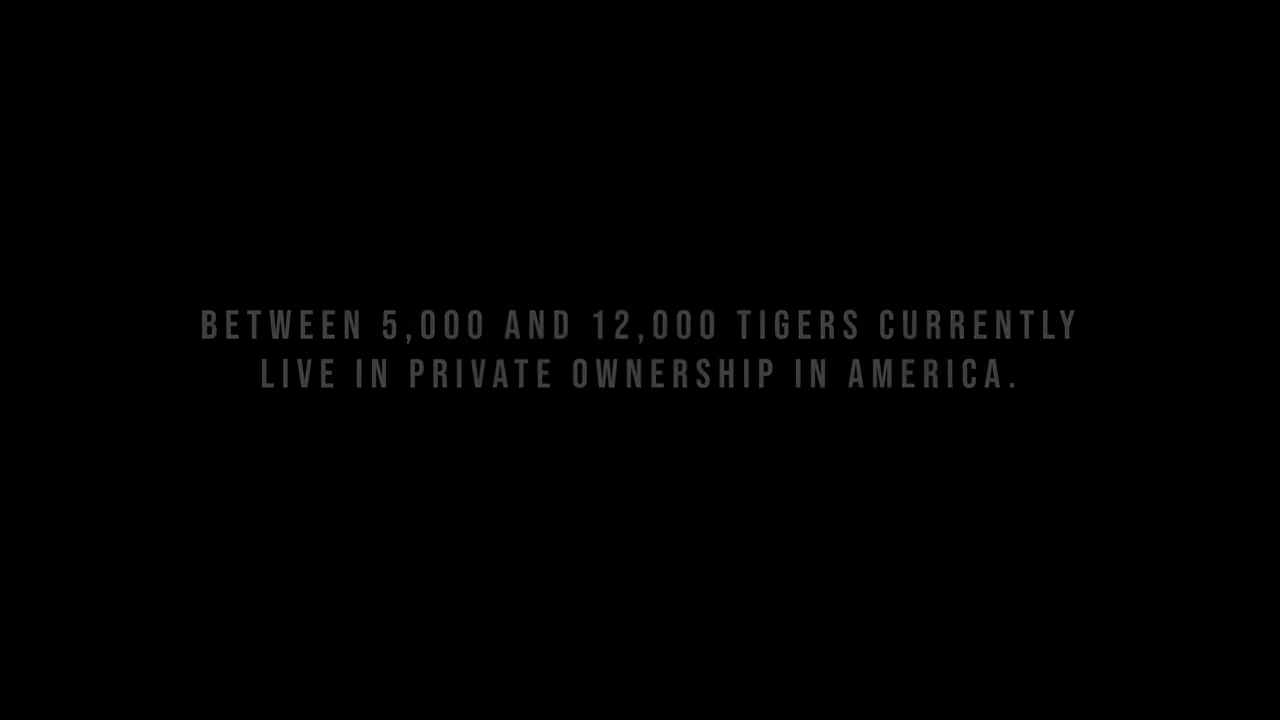 BETWEEN 5,000 AND 12,000 TIGERS CURRENTLY
LIVE IN PRIVATE OWNERSHIP IN AMERICA.